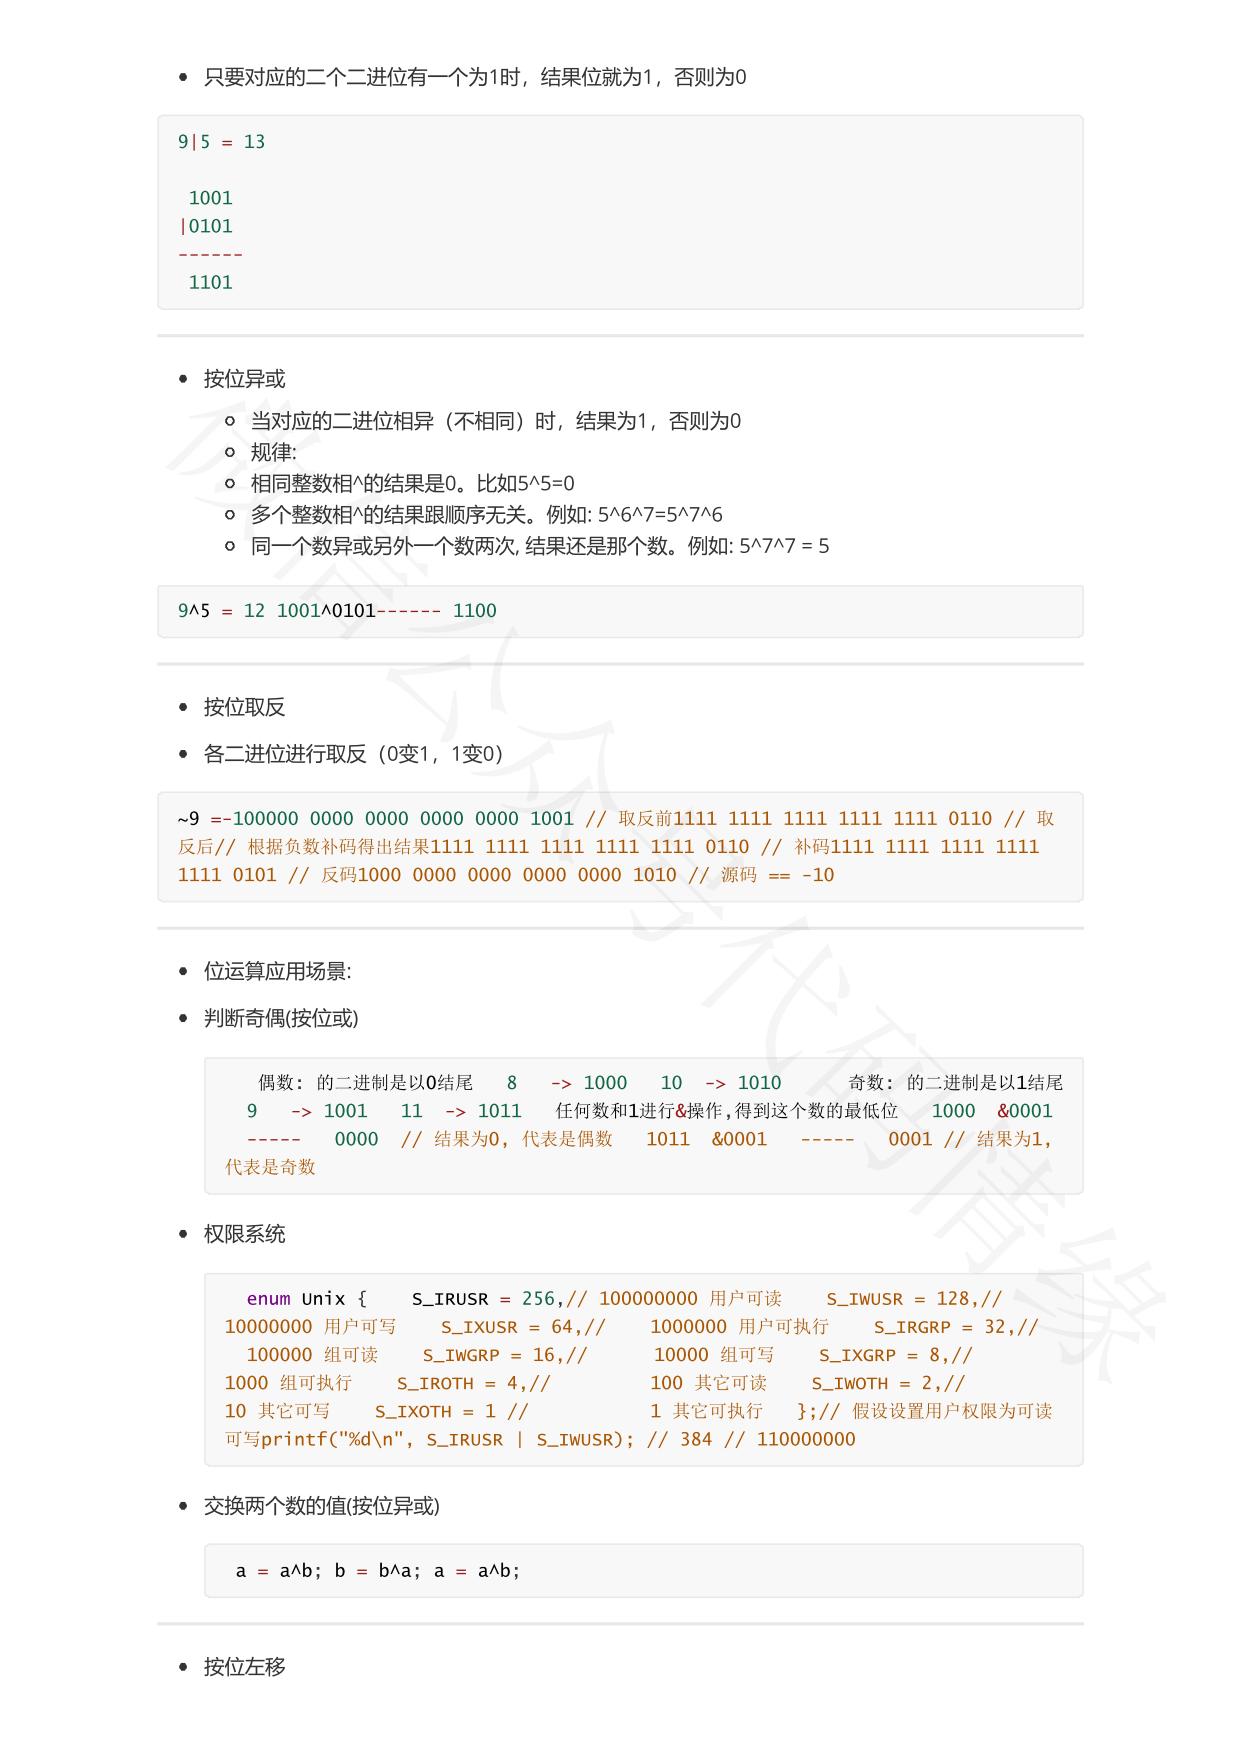 只要对应的二个二进位有一个为1时，结果位就为1，否则为0
9|5 = 13
1001
|0101
------
1101
按位异或
当对应的二进位相异（不相同）时，结果为1，否则为0
规律:
相同整数相^的结果是0。比如5^5=0
多个整数相^的结果跟顺序无关。例如: 5^6^7=5^7^6
同一个数异或另外一个数两次, 结果还是那个数。例如: 5^7^7 = 5
9^5 = 12 1001^0101------ 1100
按位取反
各二进位进行取反（0变1，1变0）
~9 =-100000 0000 0000 0000 0000 1001 // 取反前1111 1111 1111 1111 1111 0110 // 取
反后// 根据负数补码得出结果1111 1111 1111 1111 1111 0110 // 补码1111 1111 1111 1111
1111 0101 // 反码1000 0000 0000 0000 0000 1010 // 源码 == -10
位运算应用场景:
判断奇偶(按位或)
偶数: 的二进制是以0结尾   8   -> 1000   10  -> 1010      奇数: 的二进制是以1结尾
9   -> 1001   11  -> 1011   任何数和1进行&操作,得到这个数的最低位   1000  &0001
-----   0000  // 结果为0, 代表是偶数   1011  &0001   -----   0001 // 结果为1,
代表是奇数
权限系统
enum Unix {    S_IRUSR = 256,// 100000000 用户可读    S_IWUSR = 128,//
10000000 用户可写    S_IXUSR = 64,//    1000000 用户可执行    S_IRGRP = 32,//
100000 组可读    S_IWGRP = 16,//      10000 组可写    S_IXGRP = 8,//
1000 组可执行    S_IROTH = 4,//         100 其它可读    S_IWOTH = 2,//
10 其它可写    S_IXOTH = 1 //           1 其它可执行   };// 假设设置用户权限为可读
可写printf("%d\n", S_IRUSR | S_IWUSR); // 384 // 110000000
交换两个数的值(按位异或)
a = a^b; b = b^a; a = a^b;
按位左移
微信公众号代码情缘